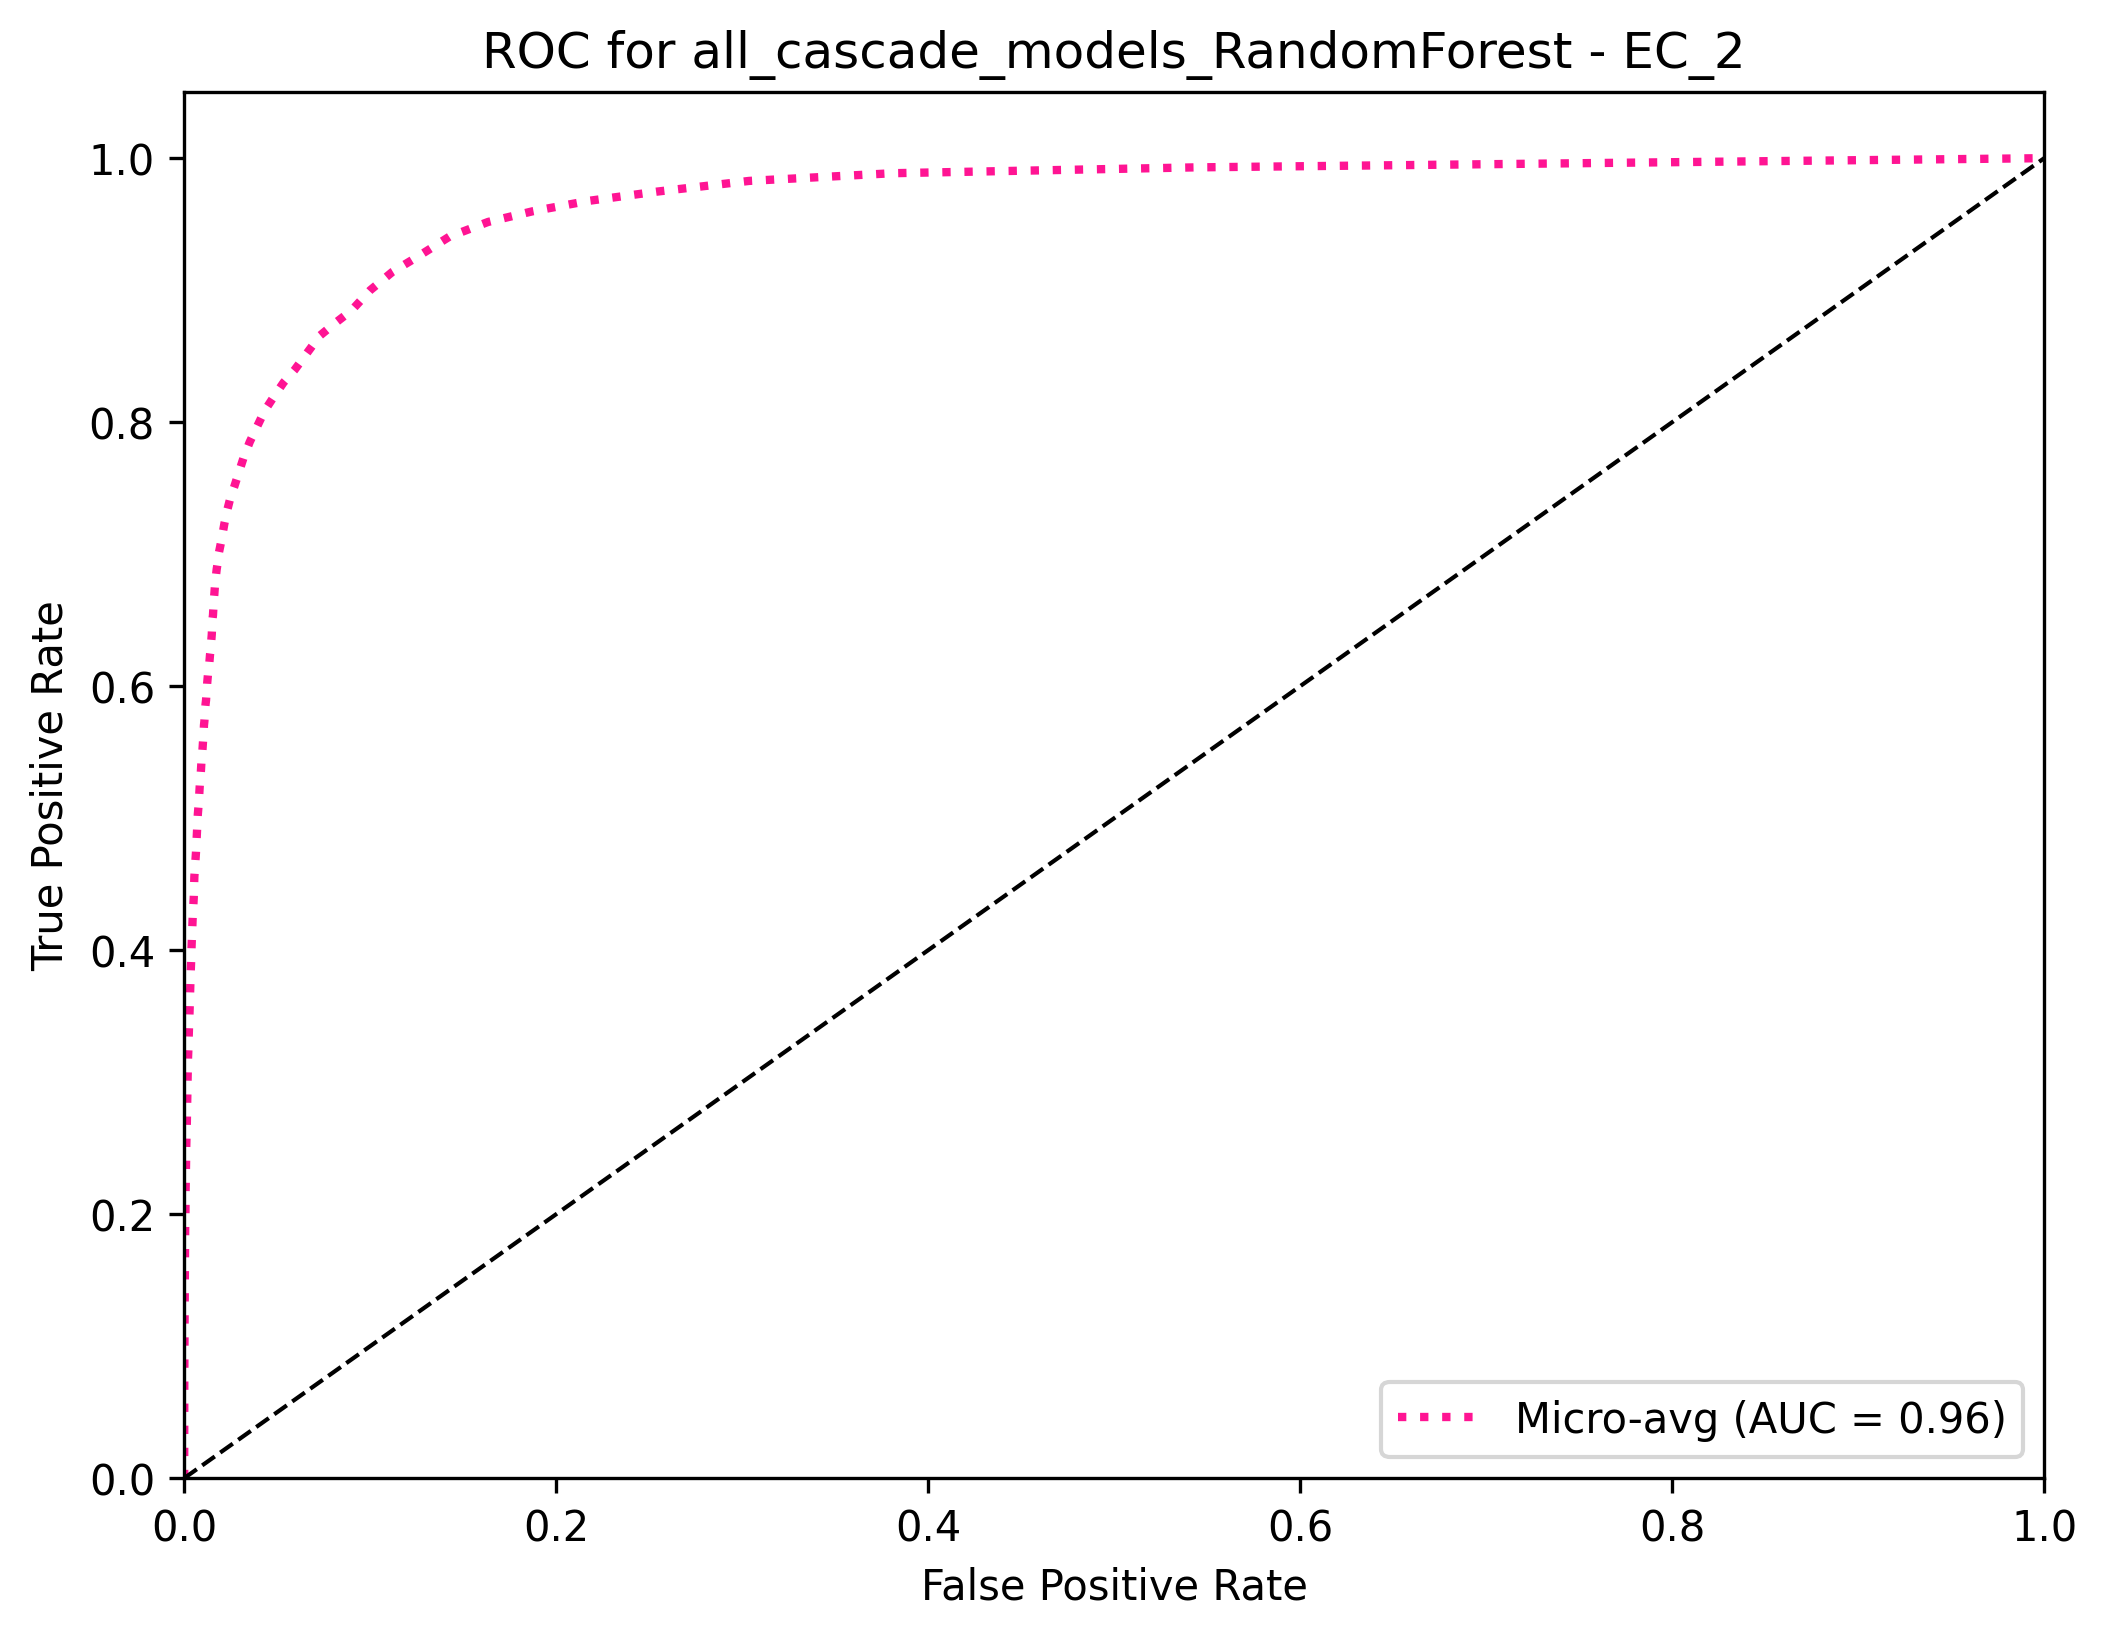 ROC for all_cascade_models_RandomForest - EC_2
1.0
0.8
0.6
0.4
0.2
0.0
True Positive Rate
0.0 0.2 0.4 0.6 0.8 1.0
False Positive Rate
Micro-avg (AUC = 0.96)